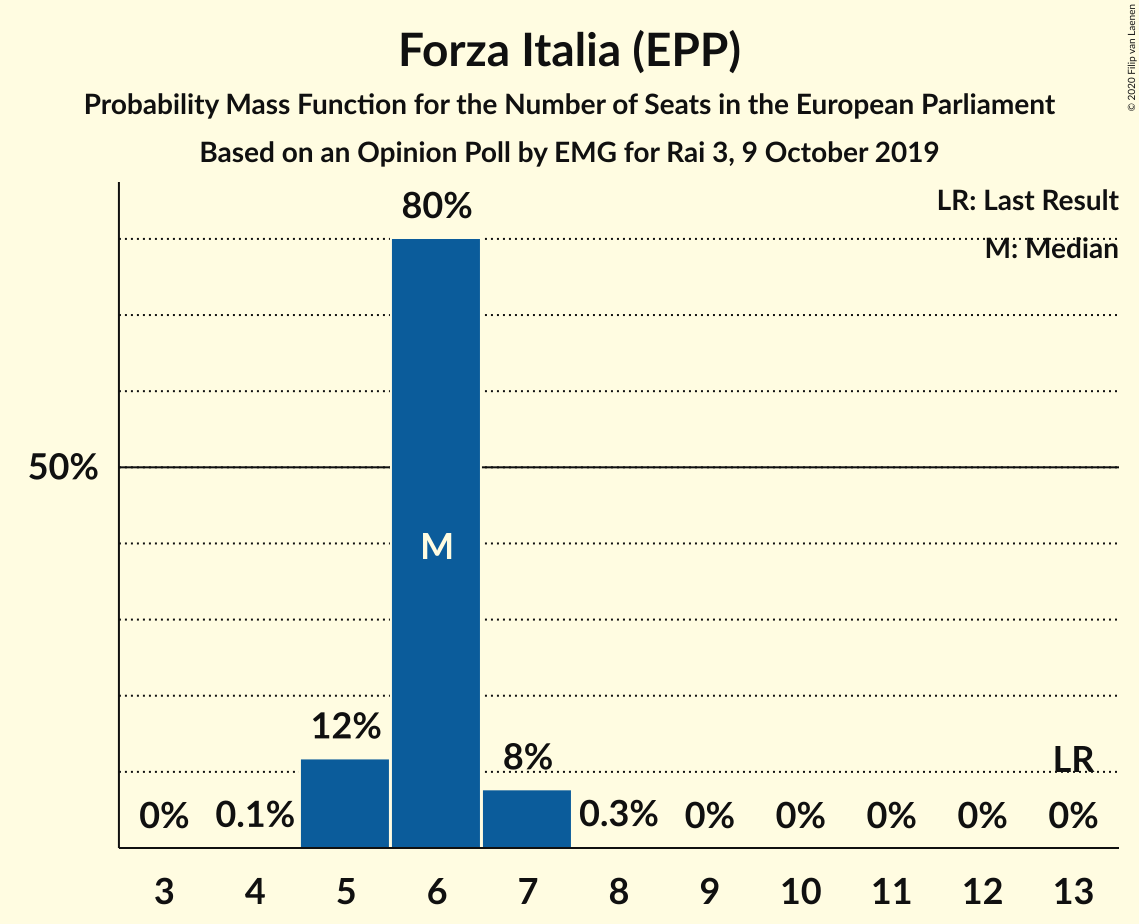 Forza Italia (EPP)
Probability Mass Function for the Number of Seats in the European Parliament
Based on an Opinion Poll by EMG for Rai 3, 9 October 2019
© 2020 Filip van Laenen
LR: Last Result
M: Median
80%
50%
M
12%
8%
LR
0% 0.1% 0.3% 0% 0% 0% 0% 0%
3 4 5 6 7 8 9 10 11 12 13